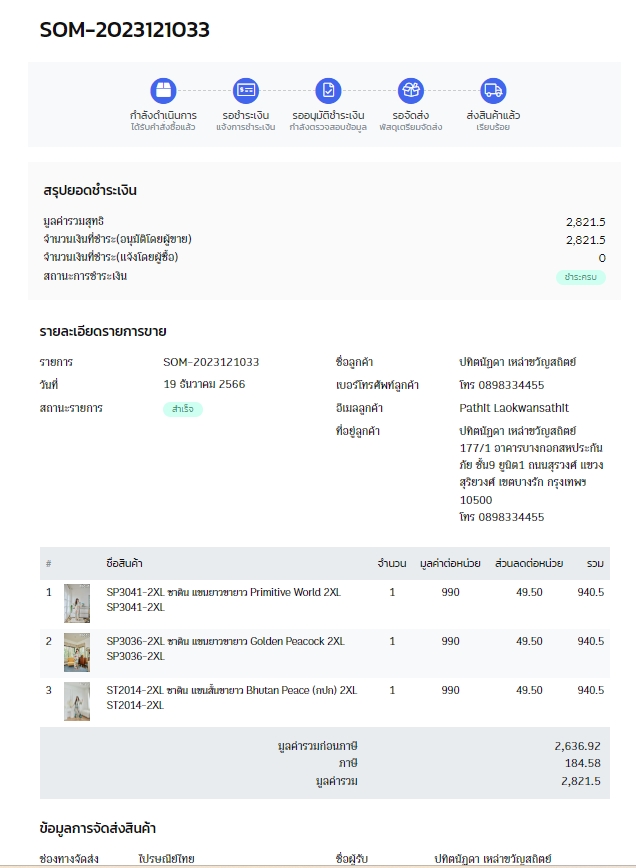 SOM-2023121033
กำลังดำเนินการ รอชำระเงิน รออนุมัติชำระเงิน รอจัดส่ง ส่งสินค้าแล้ว
ได้รับคำสั่งซื้อแล้ว แจ้งการชำระเงิน กำลังตรวจสอบข้อมูล พัสดุเตรียมจัดส่ง เรียบร้อย
สรุปยอดชำระเงิน
มูลค่ารวมสุทธิ 2,821.5
จำนวนเงินที่ชำระ(อนุมัติโดยผู้ขาย) 2,821.5
จำนวนเงินที่ชำระ(แจ้งโดยผู้ซื้อ) 0
สถานะการชำระเงิน ชำระครบ
รายละเอียดรายการขาย
รายการ SOM-2023121033 ชื่อลูกค้า ปทิตนัฏดา เหล่าขวัญสถิตย์
วันที่ 19 ธันวาคม 2566 เบอร์โทรศัพท์ลูกค้า โทร 0898334455
สถานะรายการ สำเร็จ อีเมลลูกค้า Pathit Laokwansathit
ที่อยู่ลูกค้า ปทิตนัฏดา เหล่าขวัญสถิตย์
177/1 อาคารบางกอกสหประกัน
ภัย ชั้น9 ยูนิต1 ถนนสุรวงศ์ แขวง
สุริยวงศ์ เขตบางรัก กรุงเทพฯ
10500
โทร 0898334455
# ชื่อสินค้า จำนวน มูลค่าต่อหน่วย ส่วนลดต่อหน่วย รวม
1 SP3041-2XL ซาติน แขนยาวขายาว Primitive World 2XL 1 990 49.50 940.5
SP3041-2XL
2 SP3036-2XL ซาติน แขนยาวขายาว Golden Peacock 2XL 1 990 49.50 940.5
SP3036-2XL
3 ST2014-2XL ซาติน แขนสั้นขายาว Bhutan Peace (กปก) 2XL 1 990 49.50 940.5
ST2014-2XL
มูลค่ารวมก่อนภาษี 2,636.92
ภาษี 184.58
มูลค่ารวม 2,821.5
ข้อมูลการจัดส่งสินค้า
ช่องทางจัดส่ง ไปรษณีย์ไทย ชื่อผู้รับ ปทิตนัฏดา เหล่าขวัญสถิตย์